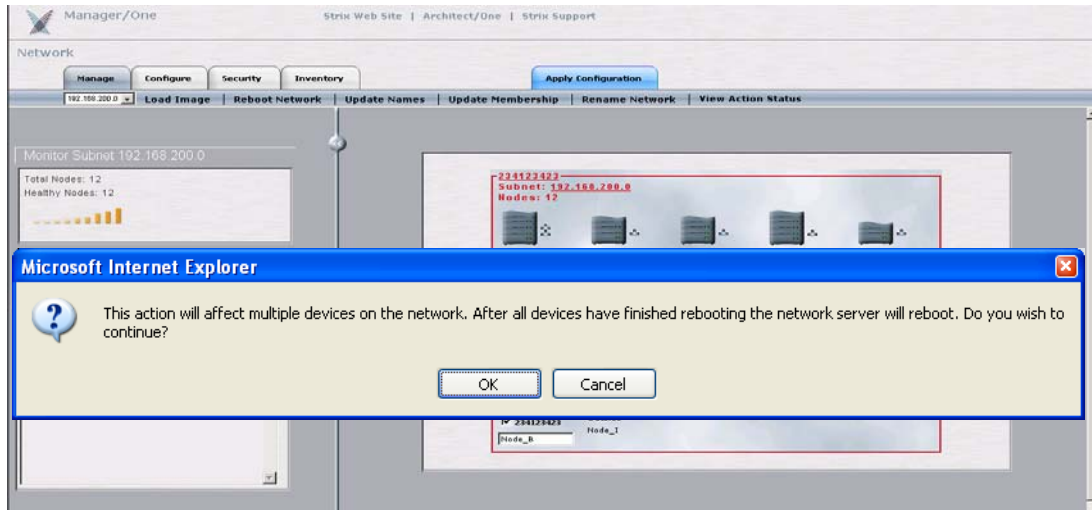 Manager/One
Strix Web Site | Architect/One | Strix Support
Network
Manage Configure Security Inventory Apply Configuration
192.168.200.0 Load Image | Reboot Network | Update Names | Update Membership | Rename Network | View Action Status
Monitor Subnet 192.168.200.0
Total Nodes: 12
Healthy Nodes: 12
234123423
Subnet: 192.168.200.0
Nodes: 12
Microsoft Internet Explorer
This action will affect multiple devices on the network. After all devices have finished rebooting the network server will reboot. Do you wish to
continue?
OK Cancel
234123423
Node_I
Node_B